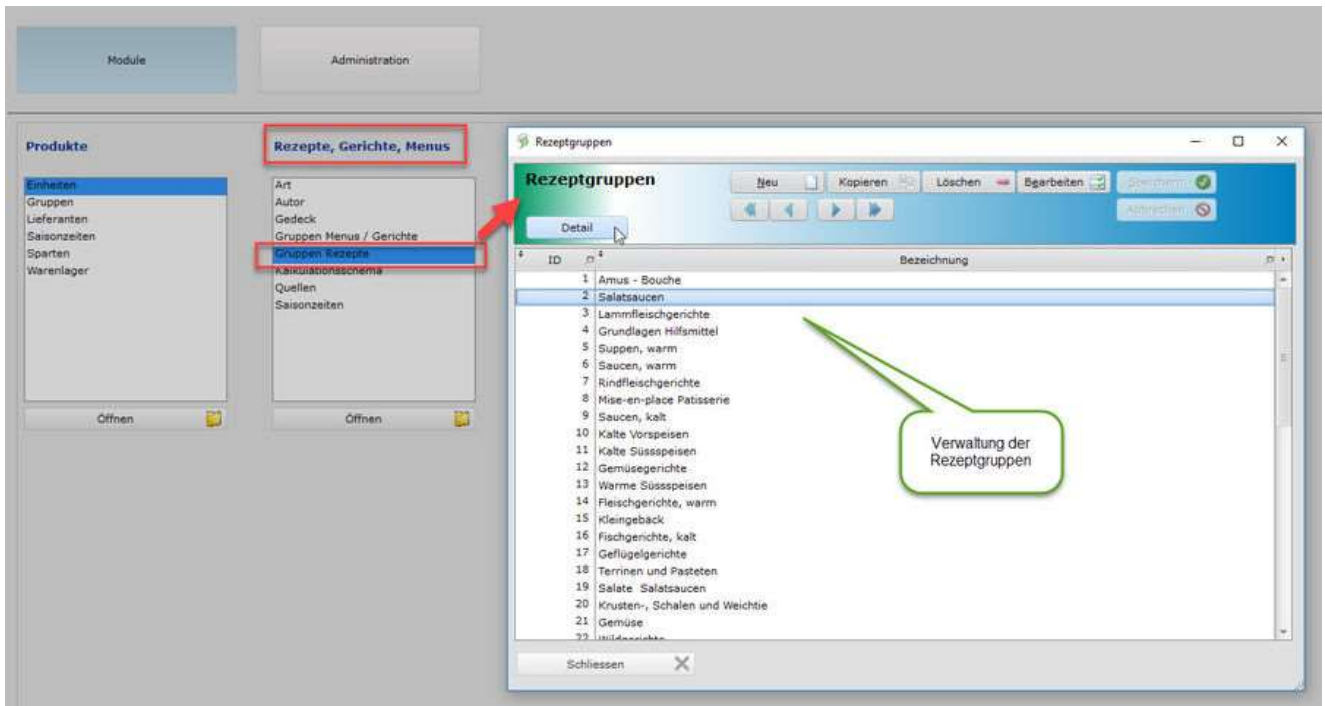 Module
Administration
Produkte
Einheiten
Gruppen
Lieferanten
Saisonzeiten
Sparten
Warenlager
Öffnen
Rezepte, Gerichte, Menus
Art
Autor
Gedeck
Gruppen Menus / Gerichte
Gruppen Rezepte
Kalkulationsschema
Quellen
Saisonzeiten
Öffnen
Rezeptgruppen
Rezeptgruppen
Neu
Kopieren
Löschen
Bearbeiten
Speichern
Abbrechen
Detail
ID Bezeichnung
1 Amus - Bouche
2 Salatsaucen
3 Lammfleischgerichte
4 Grundlagen Hilfsmittel
5 Suppen, warm
6 Saucen, warm
7 Rindfleischgerichte
8 Mise-en-place Patisserie
9 Saucen, kalt
10 Kalte Vorspeisen
11 Kalte Süssspeisen
12 Gemüsegerichte
13 Warme Süssspeisen
14 Fleischgerichte, warm
15 Kleingebäck
16 Fischgerichte, kalt
17 Geflügelgerichte
18 Terrinen und Pasteten
19 Salate Salatsaucen
20 Krusten-, Schalen und Weichtie
21 Gemüse
22 Wildgerichte
Verwaltung der
Rezeptgruppen
Schliessen